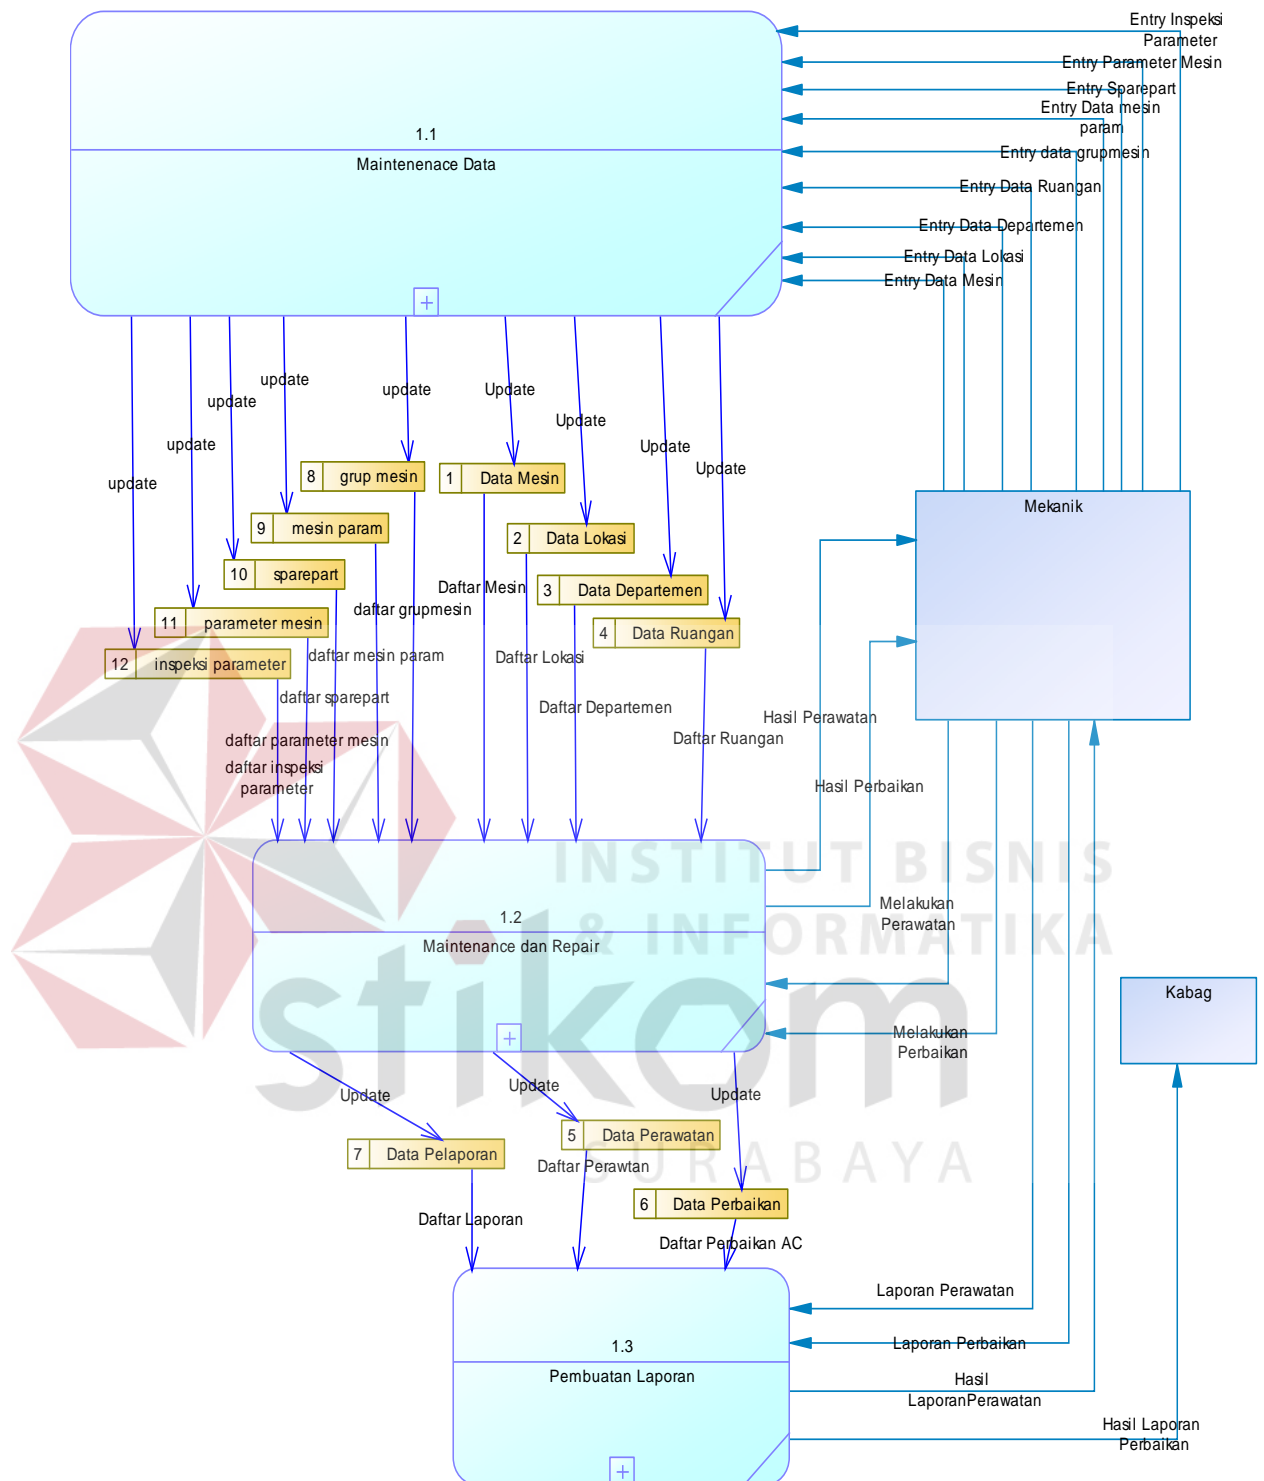 Entry Inspeksi
Parameter
Entry Parameter Mesin
Entry Sparepart
Entry Data mesin
param
Entry data grupmesin
Entry Data Ruangan
Entry Data Departemen
Entry Data Lokasi
Entry Data Mesin
1.1
Maintenenace Data
update
update
update
update
update
Update
Update
Update
Update
8 grup mesin
1 Data Mesin
9 mesin param
2 Data Lokasi
10 sparepart
3 Data Departemen
11 parameter mesin
4 Data Ruangan
12 inspeksi parameter
Mekanik
Daftar Mesin
daftar grupmesin
daftar mesin param
Daftar Lokasi
daftar sparepart
Daftar Departemen
daftar parameter mesin
Daftar Ruangan
daftar inspeksi
parameter
Hasil Perawatan
Hasil Perbaikan
1.2
Maintenance dan Repair
Melakukan
Perawatan
Melakukan
Perbaikan
Kabag
INSTITUT BISNIS
& INFORMATIKA
stikom
SURABAYA
Update
Update
Update
7 Data Pelaporan
5 Data Perawatan
6 Data Perbaikan
Daftar Laporan
Daftar Perawtan
Daftar Perbaikan AC
1.3
Pembuatan Laporan
Laporan Perawatan
Laporan Perbaikan
Hasil
LaporanPerawatan
Hasil Laporan
Perbaikan